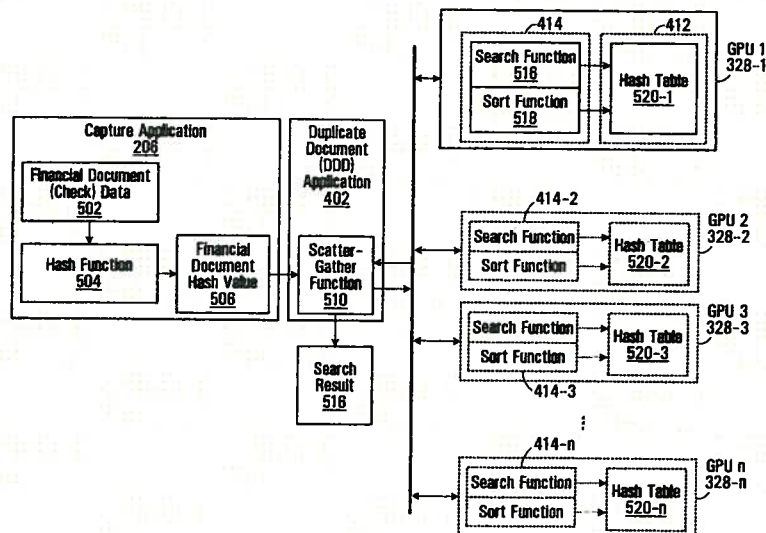 Capture Application
206
Financial Document
(Check) Data
502
Hash Function
504
Financial
Document
Hash Value
506
Duplicate
Document
(DDD)
Application
402
Scatter-
Gather
Function
510
Search
Result
516
414
412
Search Function
516
Sort Function
518
Hash Table
520-1
GPU 1
328-1
414-2
Search Function
Sort Function
Hash Table
520-2
GPU 2
328-2
Search Function
Sort Function
Hash Table
520-3
GPU 3
328-3
414-3
414-n
Search Function
Sort Function
Hash Table
520-n
GPU n
328-n